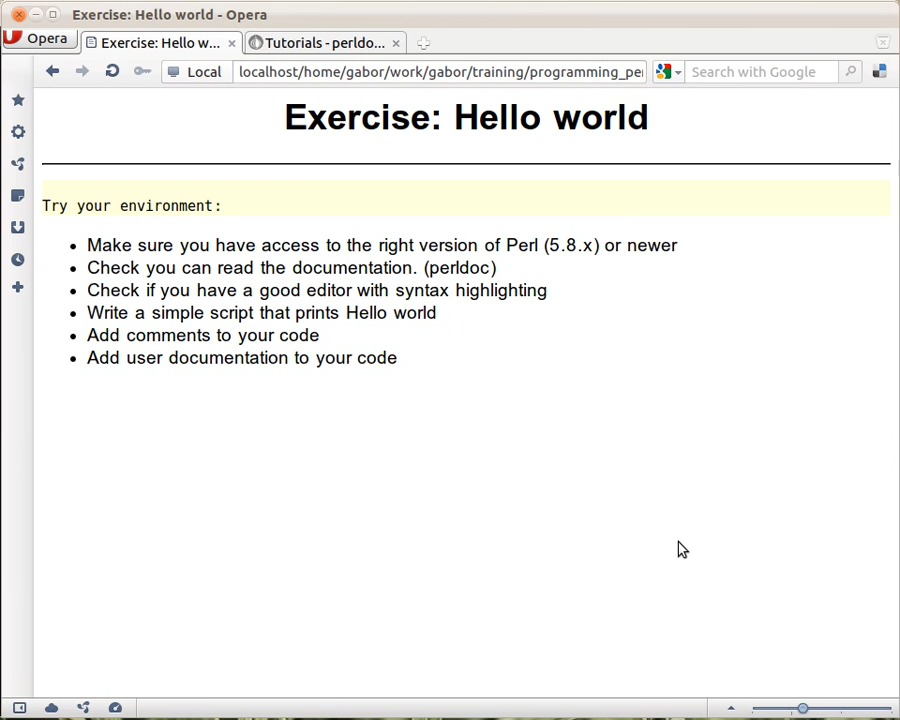 Exercise: Hello world - Opera
Opera
Exercise: Hello w...
Tutorials - perldo...
Local
localhost/home/gabor/work/gabor/training/programming_pe
Search with Google
Exercise: Hello world
Try your environment:
• Make sure you have access to the right version of Perl (5.8.x) or newer
• Check you can read the documentation. (perldoc)
• Check if you have a good editor with syntax highlighting
• Write a simple script that prints Hello world
• Add comments to your code
• Add user documentation to your code